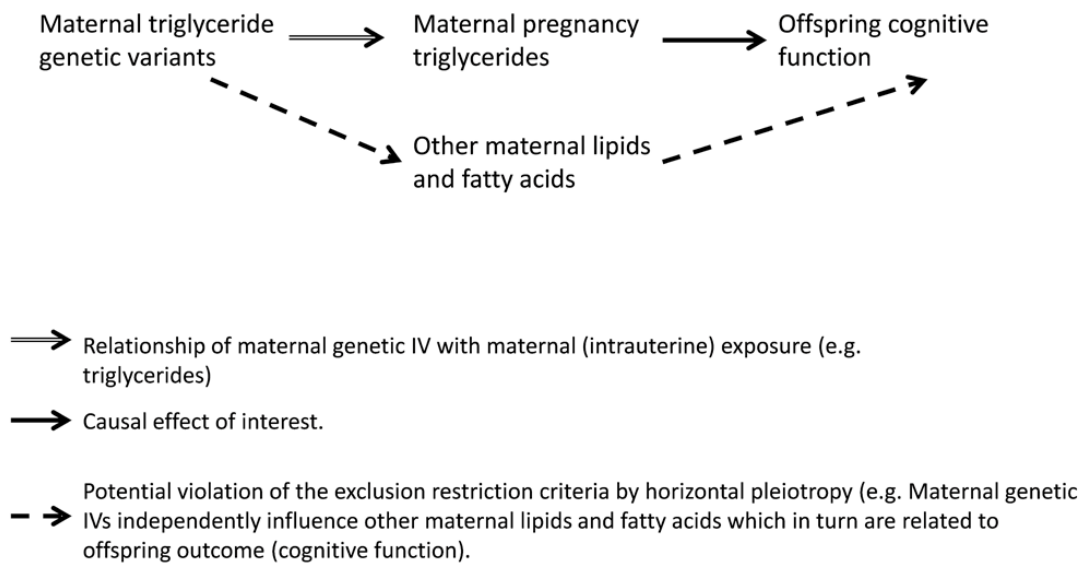 Maternal triglyceride
genetic variants
Maternal pregnancy
triglycerides
Offspring cognitive
function
Other maternal lipids
and fatty acids
Relationship of maternal genetic IV with maternal (intrauterine) exposure (e.g.
triglycerides)
Causal effect of interest.
Potential violation of the exclusion restriction criteria by horizontal pleiotropy (e.g. Maternal genetic
IVs independently influence other maternal lipids and fatty acids which in turn are related to
offspring outcome (cognitive function).